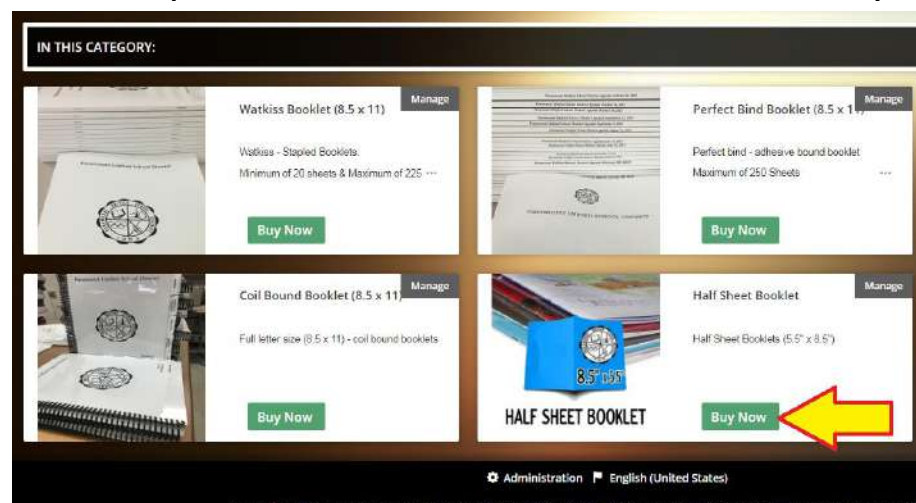 IN THIS CATEGORY:
Watkiss Booklet (8.5 x 11)
Manage
Watkiss - Stapled Booklets.
Minimum of 20 sheets & Maximum of 225 ...
Buy Now
Perfect Bind Booklet (8.5 x 1
Manage
Perfect bind - adhesive bound booklet
Maximum of 250 Sheets ...
Buy Now
Coil Bound Booklet (8.5 x 11)
Manage
Full letter size (8.5 x 11) - coil bound booklets
Buy Now
8.5" x 5.5"
HALF SHEET BOOKLET
Half Sheet Booklet
Manage
Half Sheet Booklets (5.5" x 8.5")
Buy Now
Administration English (United States)